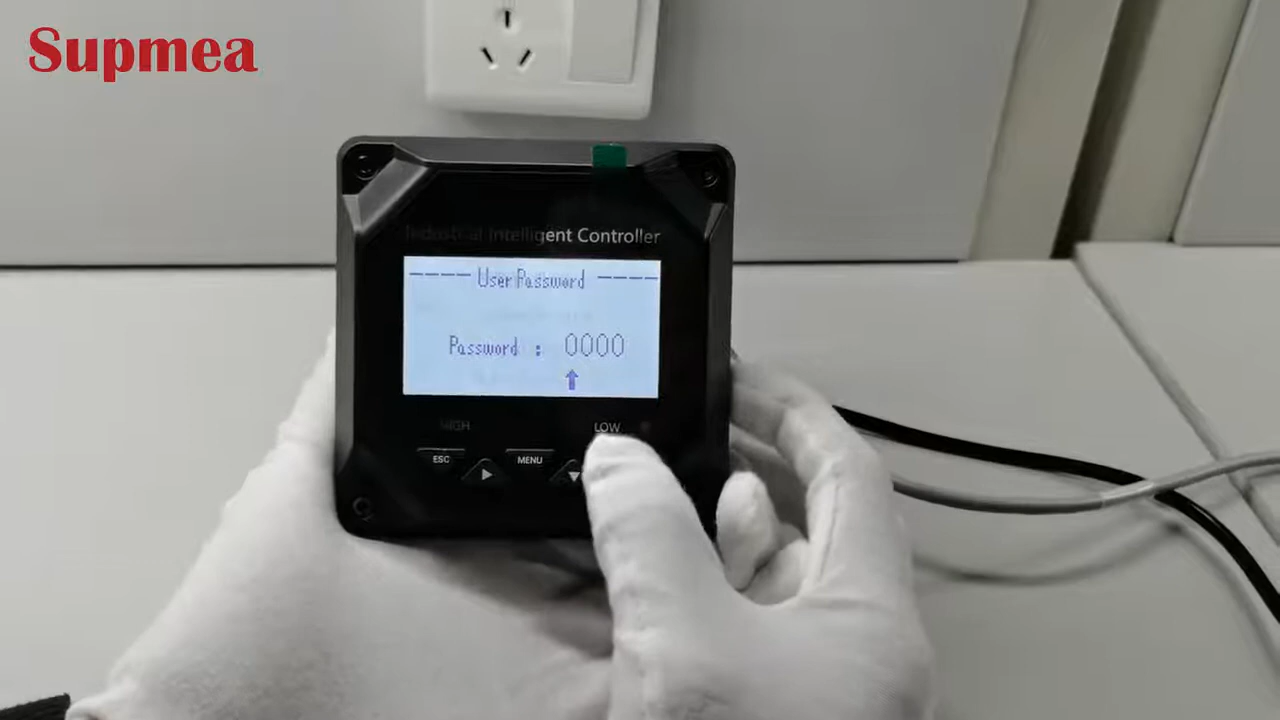 Supmea
Industrial Intelligent Controller
---- User Password ----
Password : 0000
HIGH LOW
ESC MENU